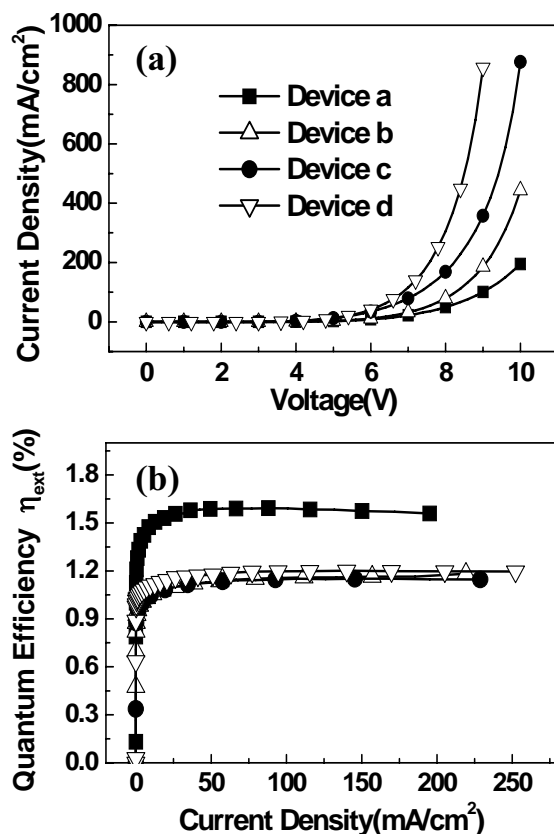 (a)
Current Density(mA/cm²)
1000
800
600
400
200
0
Device a
Device b
Device c
Device d
0 2 4 6 8 10
Voltage(V)
(b)
Quantum Efficiency ηext(%)
1.8
1.5
1.2
0.9
0.6
0.3
0.0
0 50 100 150 200 250
Current Density(mA/cm²)